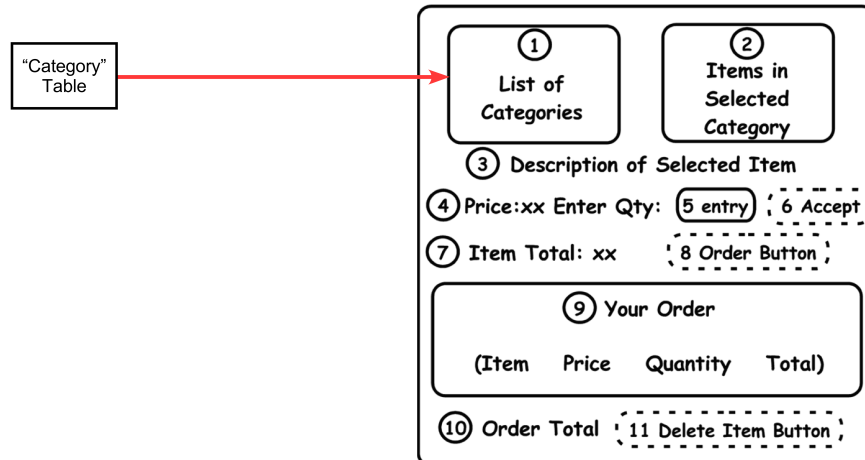 “Category”
Table
1
List of
Categories
2
Items in
Selected
Category
3 Description of Selected Item
4 Price:xx Enter Qty: 5 entry 6 Accept
7 Item Total: xx 8 Order Button
9 Your Order
(Item Price Quantity Total)
10 Order Total 11 Delete Item Button